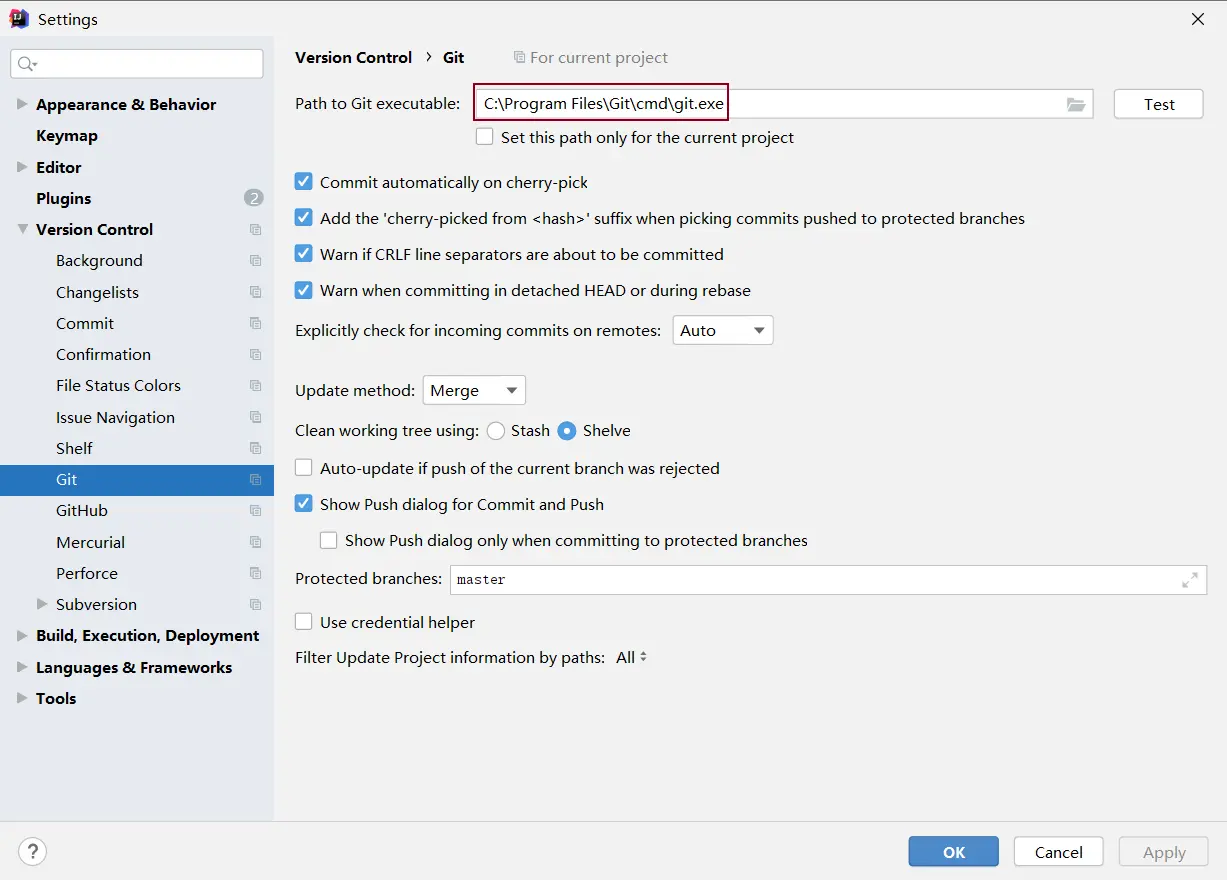 Settings
Version Control › Git For current project
Appearance & Behavior
Keymap
Editor
Plugins 2
Version Control
Background
Changelists
Commit
Confirmation
File Status Colors
Issue Navigation
Shelf
Git
GitHub
Mercurial
Perforce
Subversion
Build, Execution, Deployment
Languages & Frameworks
Tools
Path to Git executable: C:\Program Files\Git\cmd\git.exe Test
Set this path only for the current project
Commit automatically on cherry-pick
Add the 'cherry-picked from <hash>' suffix when picking commits pushed to protected branches
Warn if CRLF line separators are about to be committed
Warn when committing in detached HEAD or during rebase
Explicitly check for incoming commits on remotes: Auto
Update method: Merge
Clean working tree using: Stash Shelve
Auto-update if push of the current branch was rejected
Show Push dialog for Commit and Push
Show Push dialog only when committing to protected branches
Protected branches: master
Use credential helper
Filter Update Project information by paths: All
? OK Cancel Apply